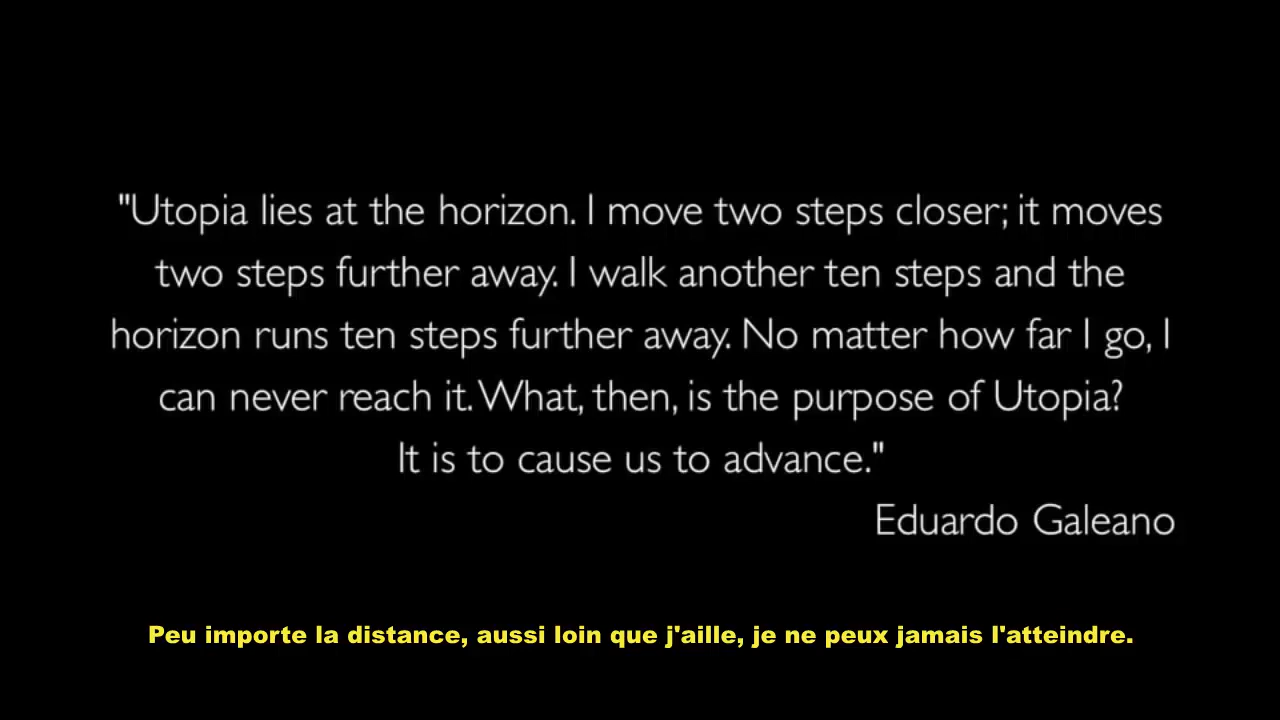 "Utopia lies at the horizon. I move two steps closer; it moves
two steps further away. I walk another ten steps and the
horizon runs ten steps further away. No matter how far I go, I
can never reach it. What, then, is the purpose of Utopia?
It is to cause us to advance."
Eduardo Galeano
Peu importe la distance, aussi loin que j'aille, je ne peux jamais l'atteindre.